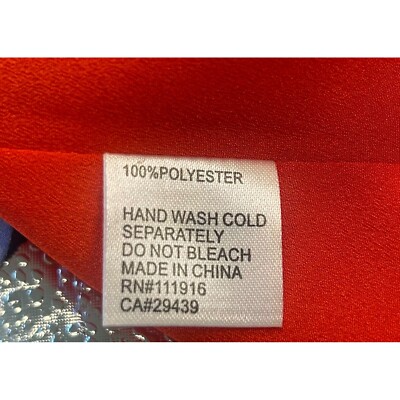 100%POLYESTER
HAND WASH COLD
SEPARATELY
DO NOT BLEACH
MADE IN CHINA
RN#111916
CA#29439